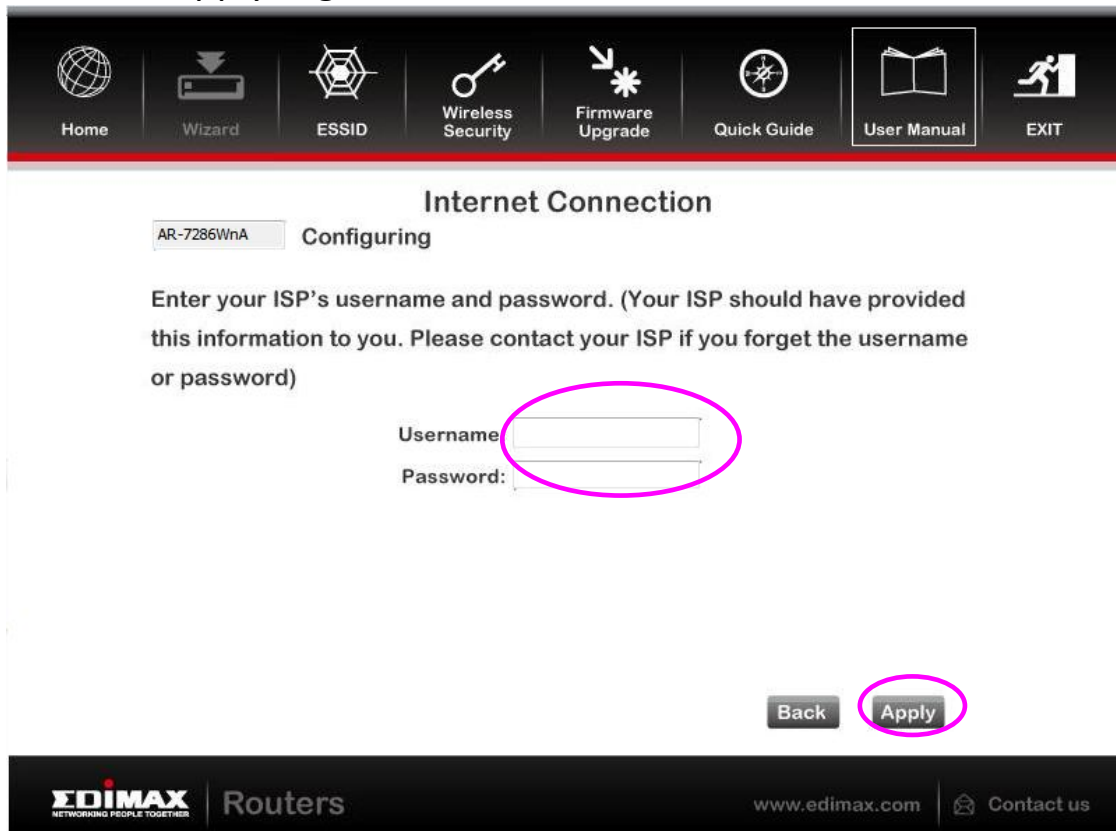 Home
Wizard
ESSID
Wireless
Security
Firmware
Upgrade
Quick Guide
User Manual
EXIT
Internet Connection
AR-7286WnA Configuring
Enter your ISP's username and password. (Your ISP should have provided
this information to you. Please contact your ISP if you forget the username
or password)
Username
Password:
Back Apply
EDIMAX
NETWORKING PEOPLE TOGETHER
Routers
www.edimax.com
Contact us